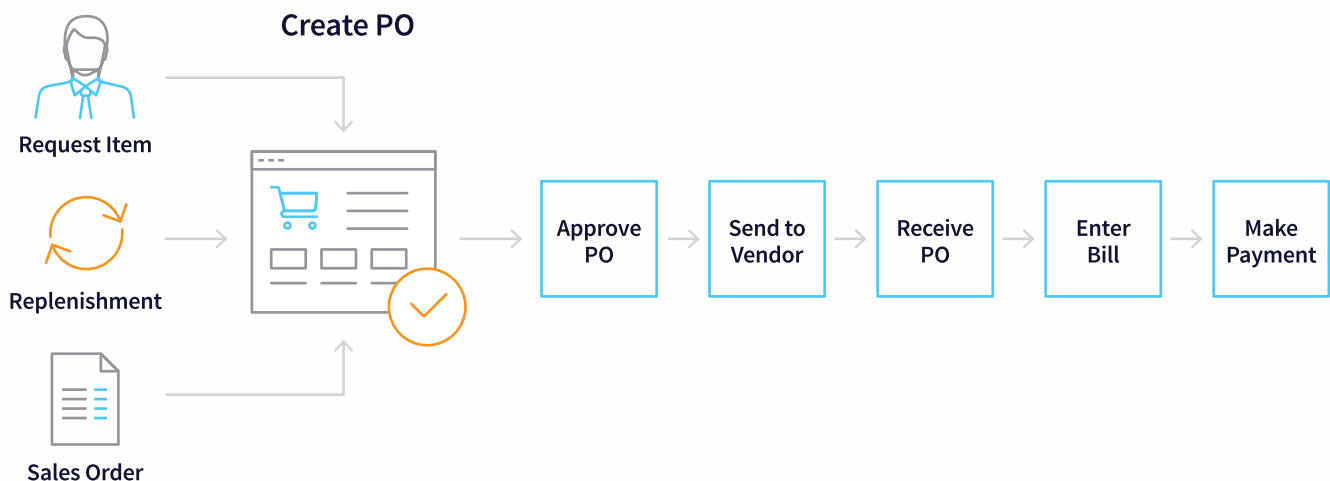 Create PO
Request Item
Replenishment
Sales Order
Approve
PO
Send to
Vendor
Receive
PO
Enter
Bill
Make
Payment